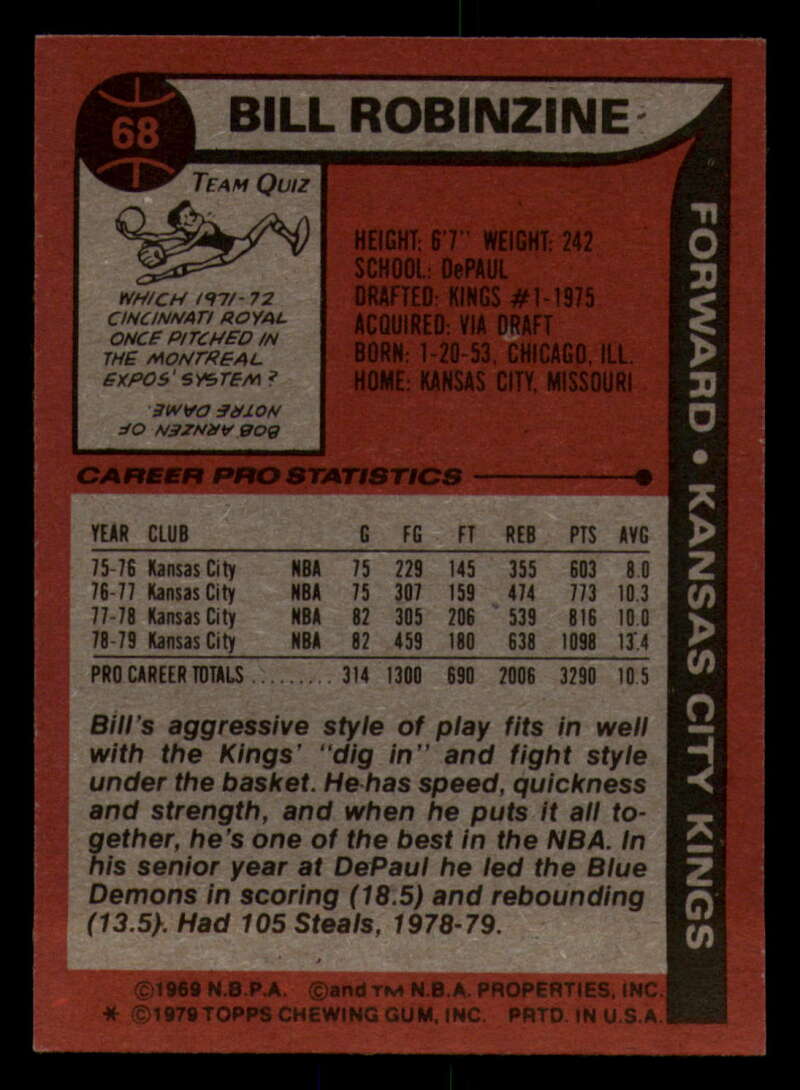 68
BILL ROBINZINE
TEAM QUIZ
WHICH 1971-72
CINCINNATI ROYAL
ONCE PITCHED IN
THE MONTREAL
EXPOS' SYSTEM?
BOB ARNZEN OF
NOTRE DAME.
HEIGHT: 6'7" WEIGHT: 242
SCHOOL: DePAUL
DRAFTED: KINGS #1-1975
ACQUIRED: VIA DRAFT
BORN: 1-20-53, CHICAGO, ILL.
HOME: KANSAS CITY, MISSOURI
FORWARD • KANSAS CITY KINGS
CAREER PRO STATISTICS
YEAR CLUB G FG FT REB PTS AVG
75-76 Kansas City NBA 75 229 145 355 603 8.0
76-77 Kansas City NBA 75 307 159 474 773 10.3
77-78 Kansas City NBA 82 305 206 539 816 10.0
78-79 Kansas City NBA 82 459 180 638 1098 13.4
PRO CAREER TOTALS ......... 314 1300 690 2006 3290 10.5
Bill's aggressive style of play fits in well
with the Kings' "dig in" and fight style
under the basket. He has speed, quickness
and strength, and when he puts it all to-
gether, he's one of the best in the NBA. In
his senior year at DePaul he led the Blue
Demons in scoring (18.5) and rebounding
(13.5). Had 105 Steals, 1978-79.
©1969 N.B.P.A. ©and TM N.B.A. PROPERTIES, INC.
* ©1979 TOPPS CHEWING GUM, INC. PRTD. IN U.S.A.